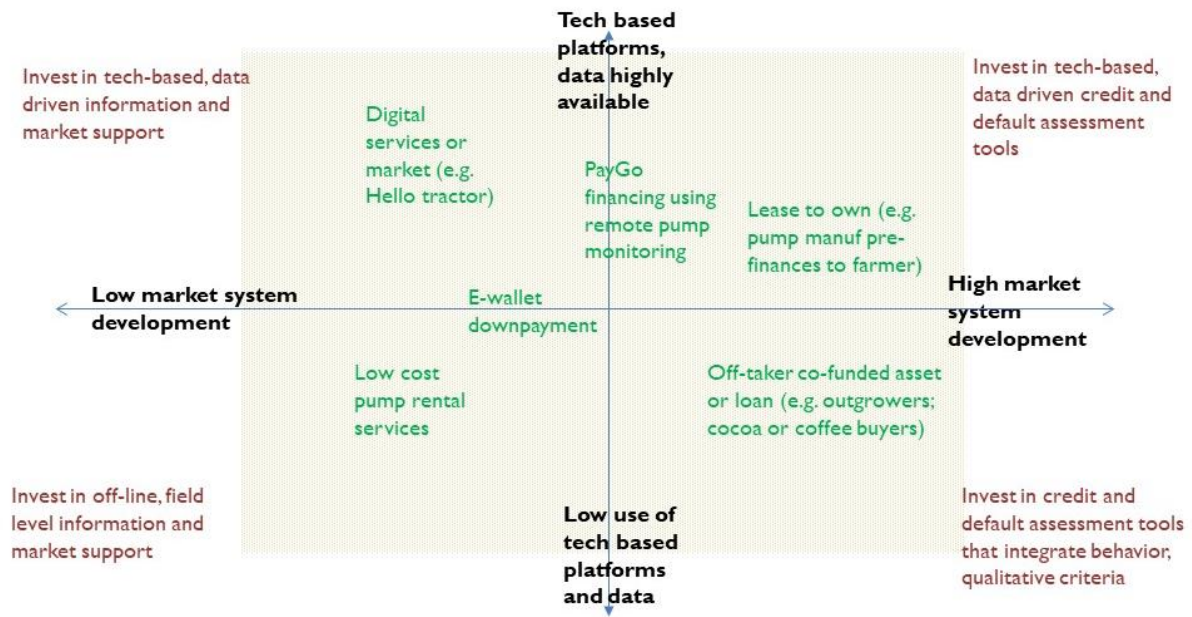 Tech based
platforms,
data highly
available
Invest in tech-based, data
driven information and
market support
Invest in tech-based,
data driven credit and
default assessment
tools
Digital
services or
market (e.g.
Hello tractor)
PayGo
financing using
remote pump
monitoring
Lease to own (e.g.
pump manuf pre-
finances to farmer)
Low market system
development
E-wallet
downpayment
High market
system
development
Low cost
pump rental
services
Off-taker co-funded asset
or loan (e.g. outgrowers;
cocoa or coffee buyers)
Invest in off-line, field
level information and
market support
Low use of
tech based
platforms
and data
Invest in credit and
default assessment tools
that integrate behavior,
qualitative criteria